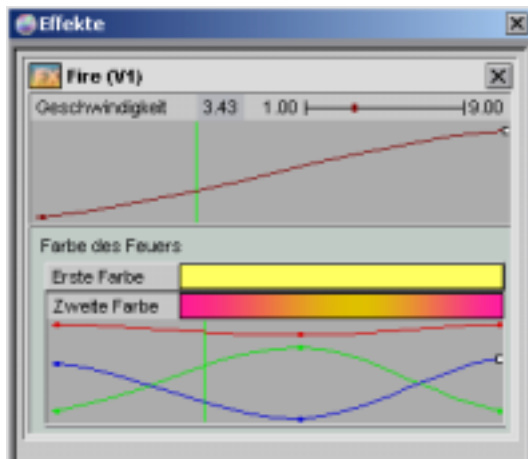 Effekte
Fire (V1)
Geschwindigkeit 3.43 1.00 9.00
Farbe des Feuers
Erste Farbe
Zweite Farbe